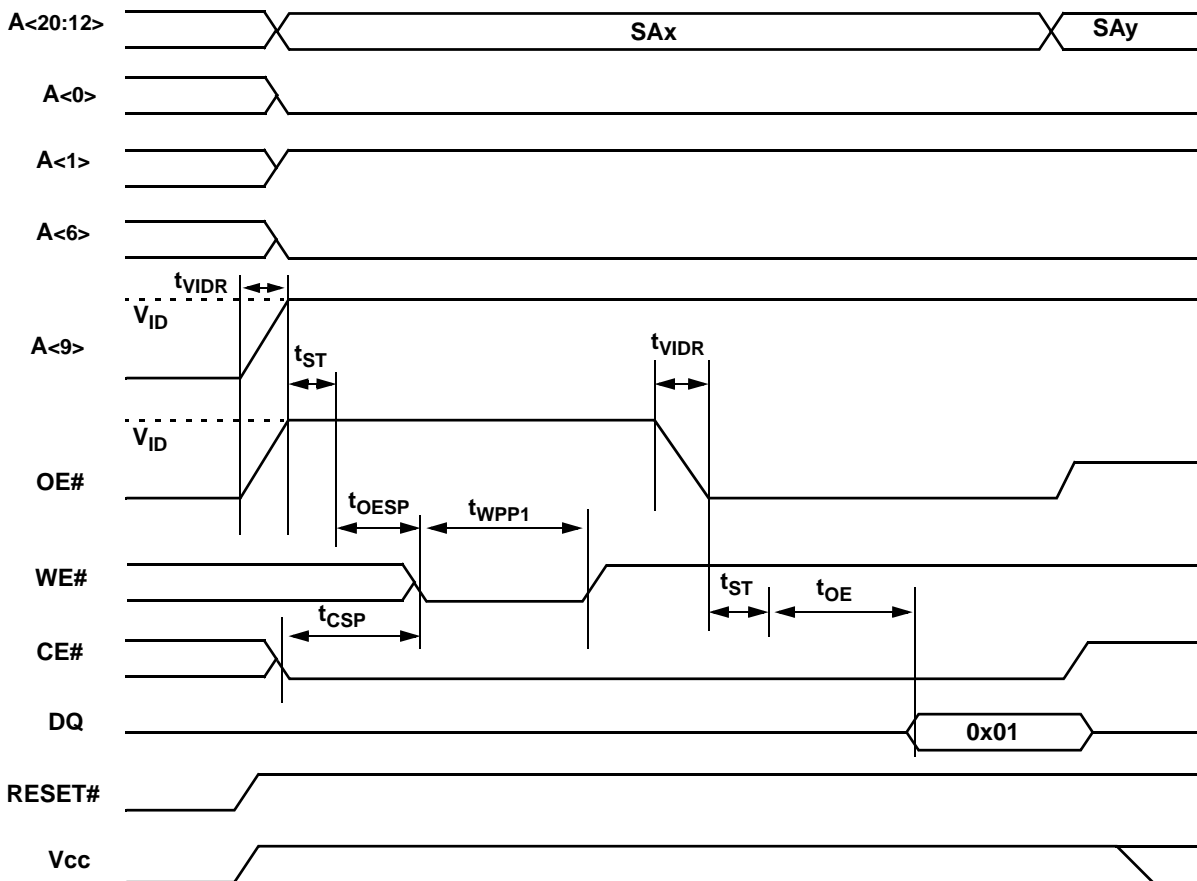 A<20:12> SAx SAy
A<0>
A<1>
A<6>
tVIDR
VID
A<9>
tST
tVIDR
VID
OE#
tOESP tWPP1
WE#
tST tOE
tCSP
CE#
DQ 0x01
RESET#
Vcc